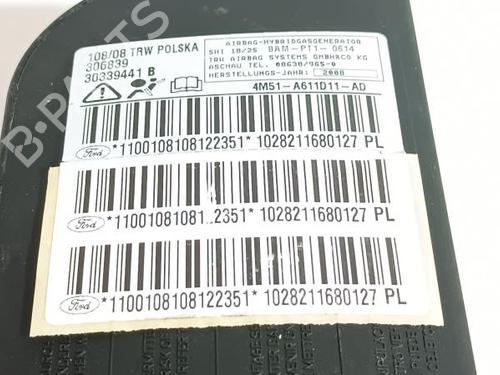 108/08 TRW POLSKA
306839
30339441 B
AIRBAG-HYBRIDGASGENERATOR
SHI 18/25 BAM-PT1-0614
TRW AIRBAG SYSTEMS GMBH&CO KG
ASCHAU TEL. 08638/965-0
HERSTELLUNGS-JAHR: 2008
4M51-A611D11-AD
Ford *1100108108122351* 1028211680127 PL
Ford *11001081081 2351* 1028211680127 PL
Ford *1100108108122351* 1028211680127 PL
B-PARTS